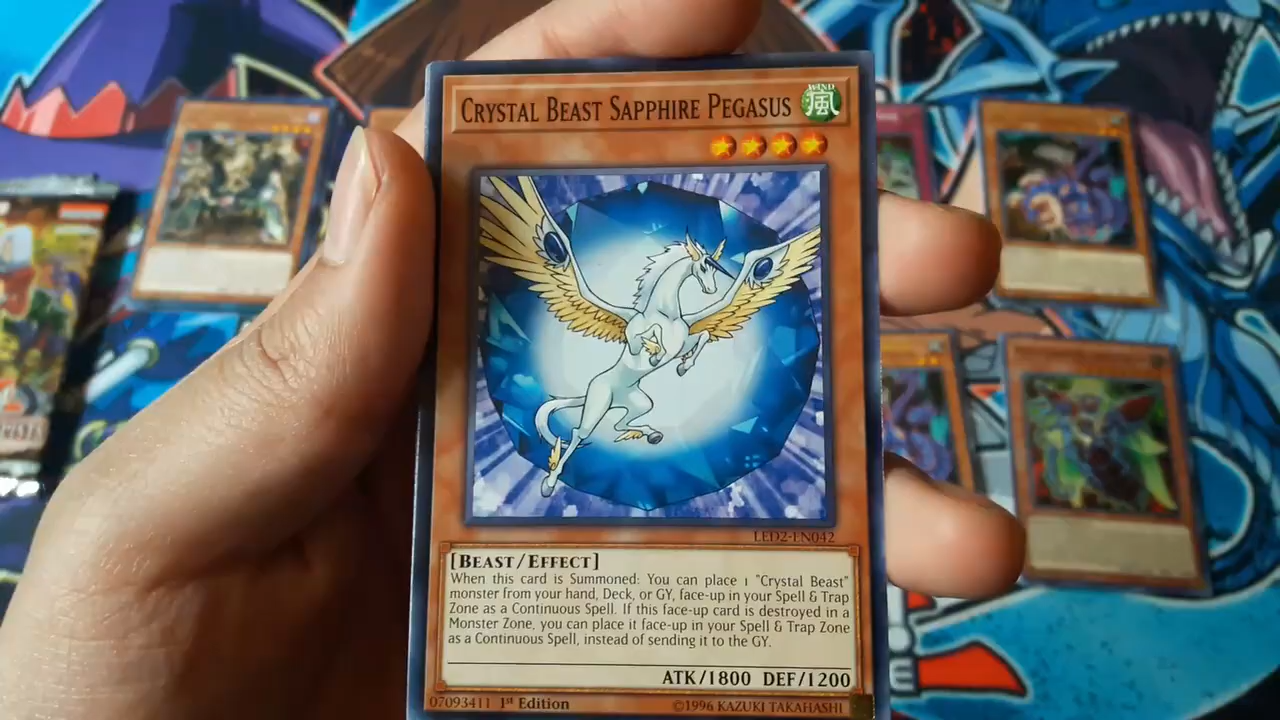 CRYSTAL BEAST SAPPHIRE PEGASUS
WIND
風
LED2-EN042
[BEAST/EFFECT]
When this card is Summoned: You can place 1 "Crystal Beast"
monster from your hand, Deck, or GY, face-up in your Spell & Trap
Zone as a Continuous Spell. If this face-up card is destroyed in a
Monster Zone, you can place it face-up in your Spell & Trap Zone
as a Continuous Spell, instead of sending it to the GY.
ATK/1800 DEF/1200
07093411 1st Edition
©1996 KAZUKI TAKAHASHI